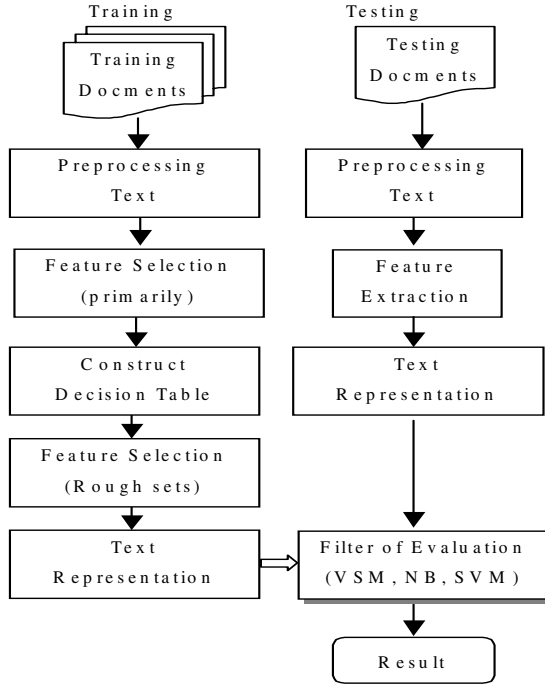 Training
Training
Docments
Preprocessing
Text
Feature Selection
(primarily)
Construct
Decision Table
Feature Selection
(Rough sets)
Text
Representation
Testing
Testing
Docments
Preprocessing
Text
Feature
Extraction
Text
Representation
Filter of Evaluation
(VSM, NB, SVM)
Result